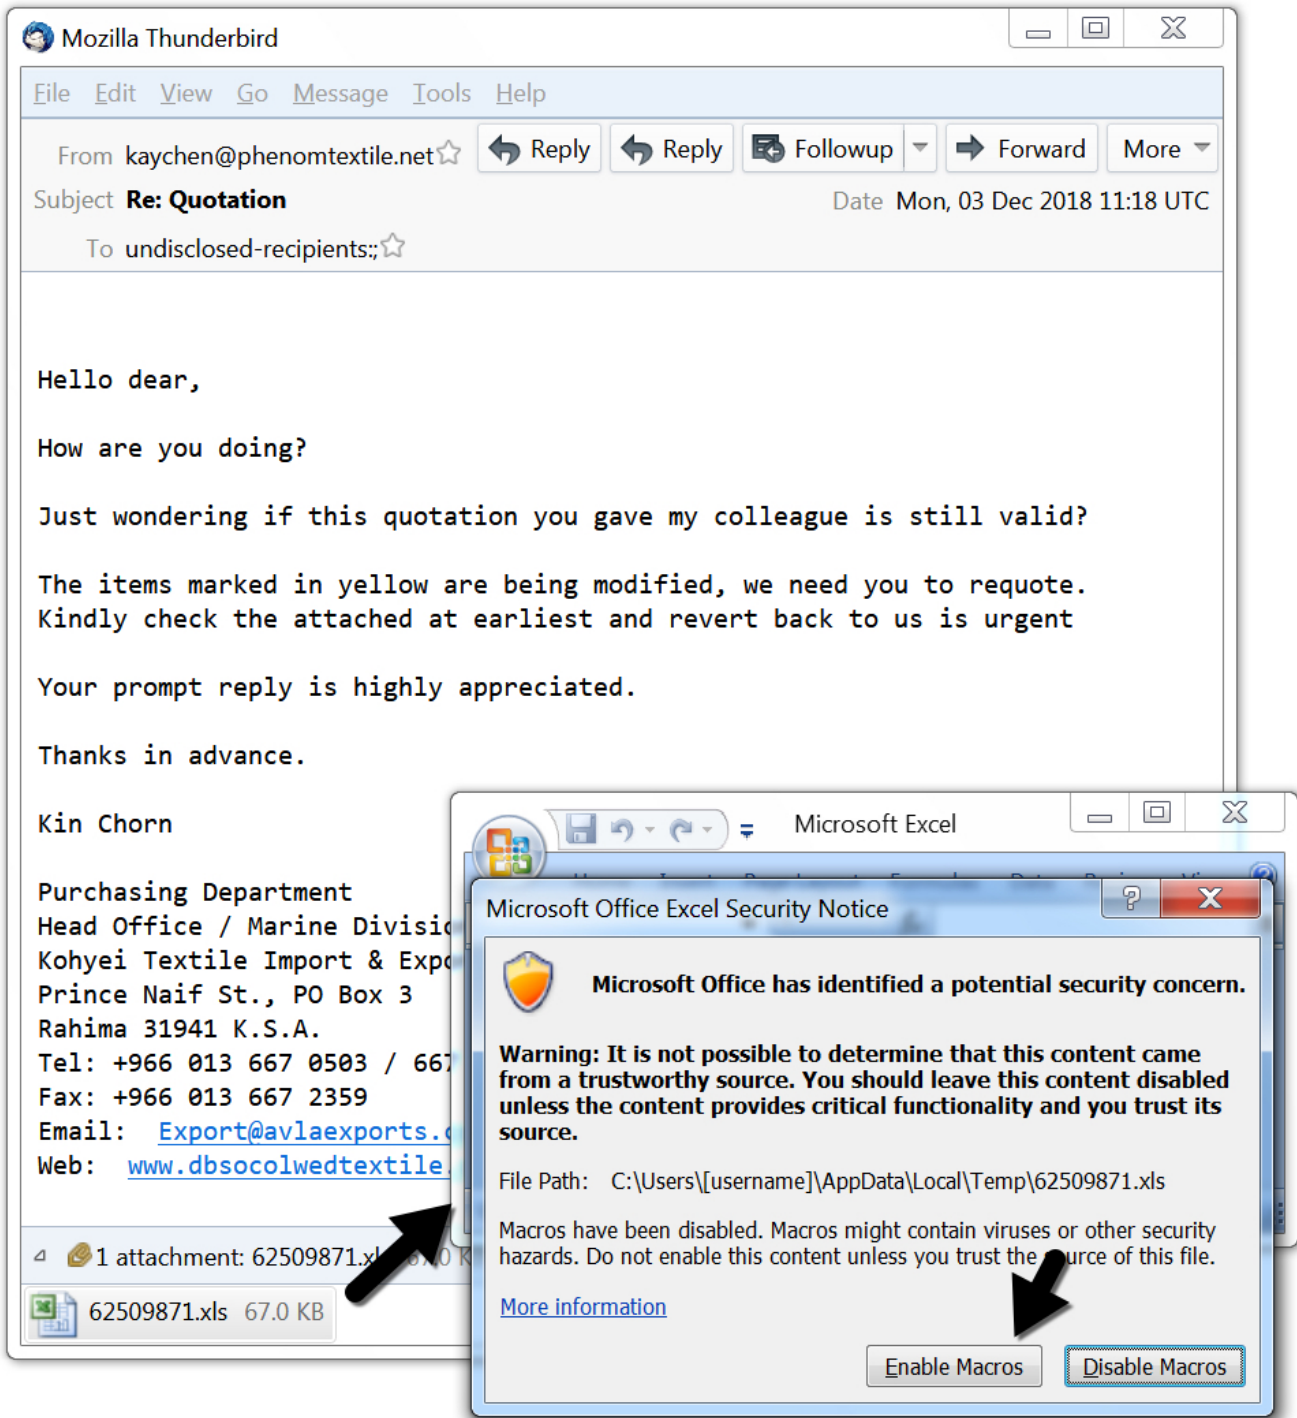 Mozilla Thunderbird
File Edit View Go Message Tools Help
From kaychen@phenomtextile.net Reply Reply Followup Forward More
Subject Re: Quotation Date Mon, 03 Dec 2018 11:18 UTC
To undisclosed-recipients:;
Hello dear,
How are you doing?
Just wondering if this quotation you gave my colleague is still valid?
The items marked in yellow are being modified, we need you to requote.
Kindly check the attached at earliest and revert back to us is urgent
Your prompt reply is highly appreciated.
Thanks in advance.
Kin Chorn
Purchasing Department
Head Office / Marine
Kohyei Textile Import &
Prince Naif St., PO Box 3
Rahima 31941 K.S.A.
Tel: +966 013 667 0503 / 667
Fax: +966 013 667 2359
Email: Export@avlaexports.
Web: www.dbsocolwedtextile.
1 attachment: 62509871.xl
62509871.xls 67.0 KB
Microsoft Excel
Microsoft Office Excel Security Notice
Microsoft Office has identified a potential security concern.
Warning: It is not possible to determine that this content came
from a trustworthy source. You should leave this content disabled
unless the content provides critical functionality and you trust its
source.
File Path: C:\Users\[username]\AppData\Local\Temp\62509871.xls
Macros have been disabled. Macros might contain viruses or other security
hazards. Do not enable this content unless you trust the source of this file.
More information
Enable Macros Disable Macros